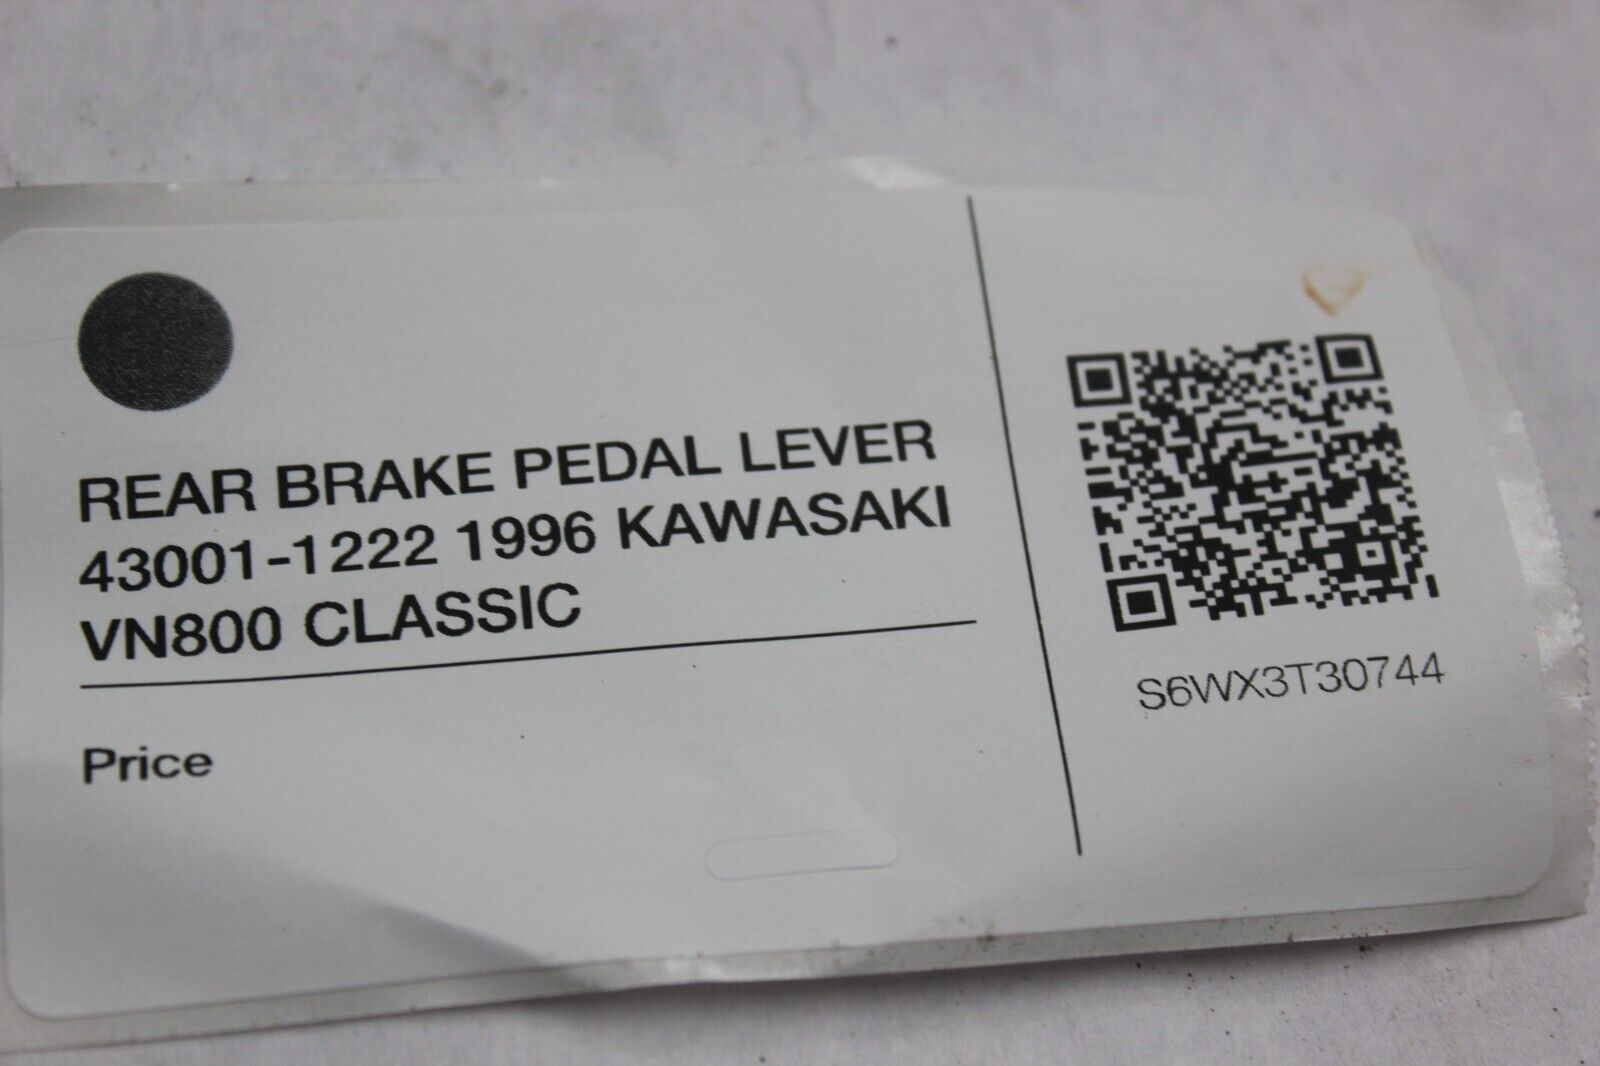 REAR BRAKE PEDAL LEVER
43001-1222 1996 KAWASAKI
VN800 CLASSIC
Price
S6WX3T30744